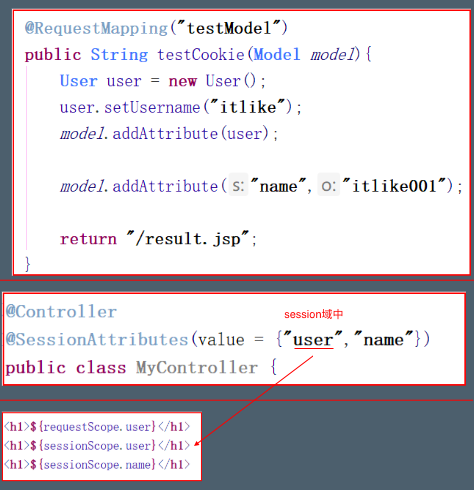 @RequestMapping("testModel")
public String testCookie(Model model){
User user = new User();
user.setUsername("itlike");
model.addAttribute(user);
model.addAttribute( s: "name", o: "itlike001");
return "/result.jsp";
}
session域中
@Controller
@SessionAttributes(value = {"user","name"})
public class MyController {
<h1>${requestScope.user}</h1>
<h1>${sessionScope.user}</h1>
<h1>${sessionScope.name}</h1>